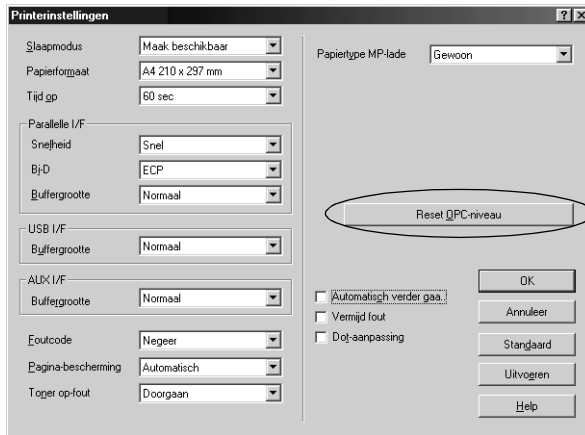 Printerinstellingen
Slaapmodus
Maak beschikbaar
Papierformaat
A4 210 x 297 mm
Tijd op
60 sec
Parallelle I/F
Snelheid
Snel
Bi-D
ECP
Buffergrootte
Normaal
USB I/F
Buffergrootte
Normaal
AUX I/F
Buffergrootte
Normaal
Foutcode
Negeer
Pagina-bescherming
Automatisch
Toner op-fout
Doorgaan
Papiertype MP-lade
Gewoon
Reset OPC-niveau
Automatisch verder gaa..
Vermijd fout
Dot-aanpassing
OK
Annuleer
Standaard
Uitvoeren
Help